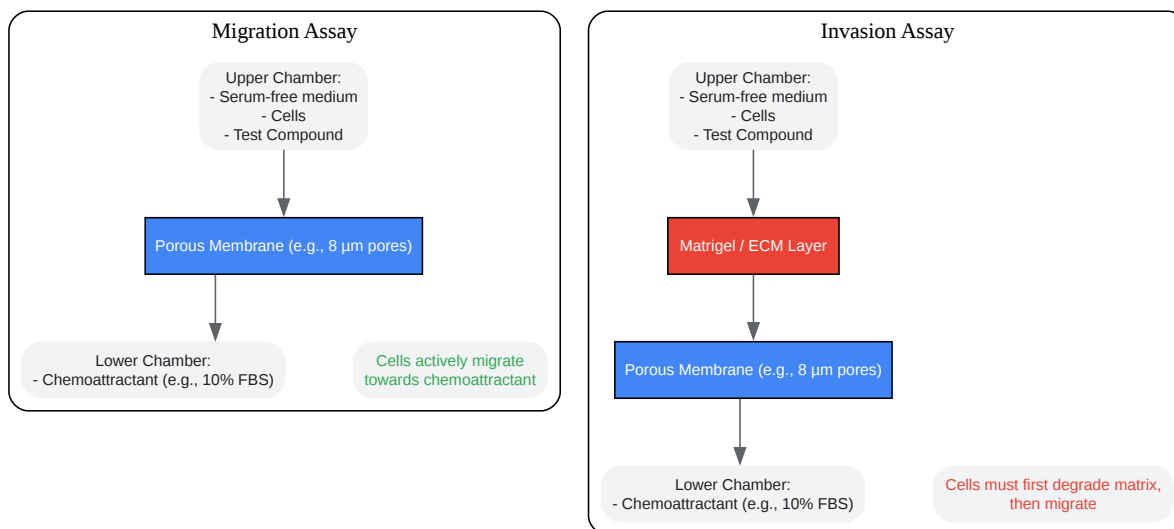 Migration Assay
Upper Chamber:
- Serum-free medium
- Cells
- Test Compound
Porous Membrane (e.g., 8 µm pores)
Lower Chamber:
- Chemoattractant (e.g., 10% FBS)
Cells actively migrate
towards chemoattractant
Invasion Assay
Upper Chamber:
- Serum-free medium
- Cells
- Test Compound
Matrigel / ECM Layer
Porous Membrane (e.g., 8 µm pores)
Lower Chamber:
- Chemoattractant (e.g., 10% FBS)
Cells must first degrade matrix,
then migrate